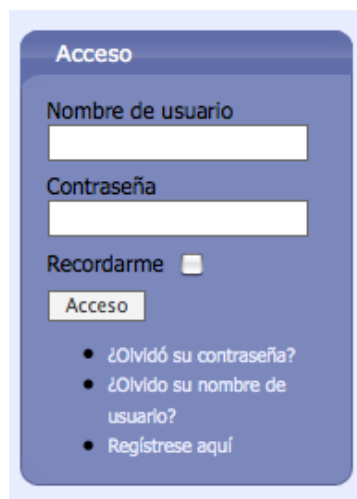 Acceso
Nombre de usuario
Contraseña
Recordarme
Acceso
¿Olvidó su contraseña?
¿Olvido su nombre de
usuario?
Regístrese aquí